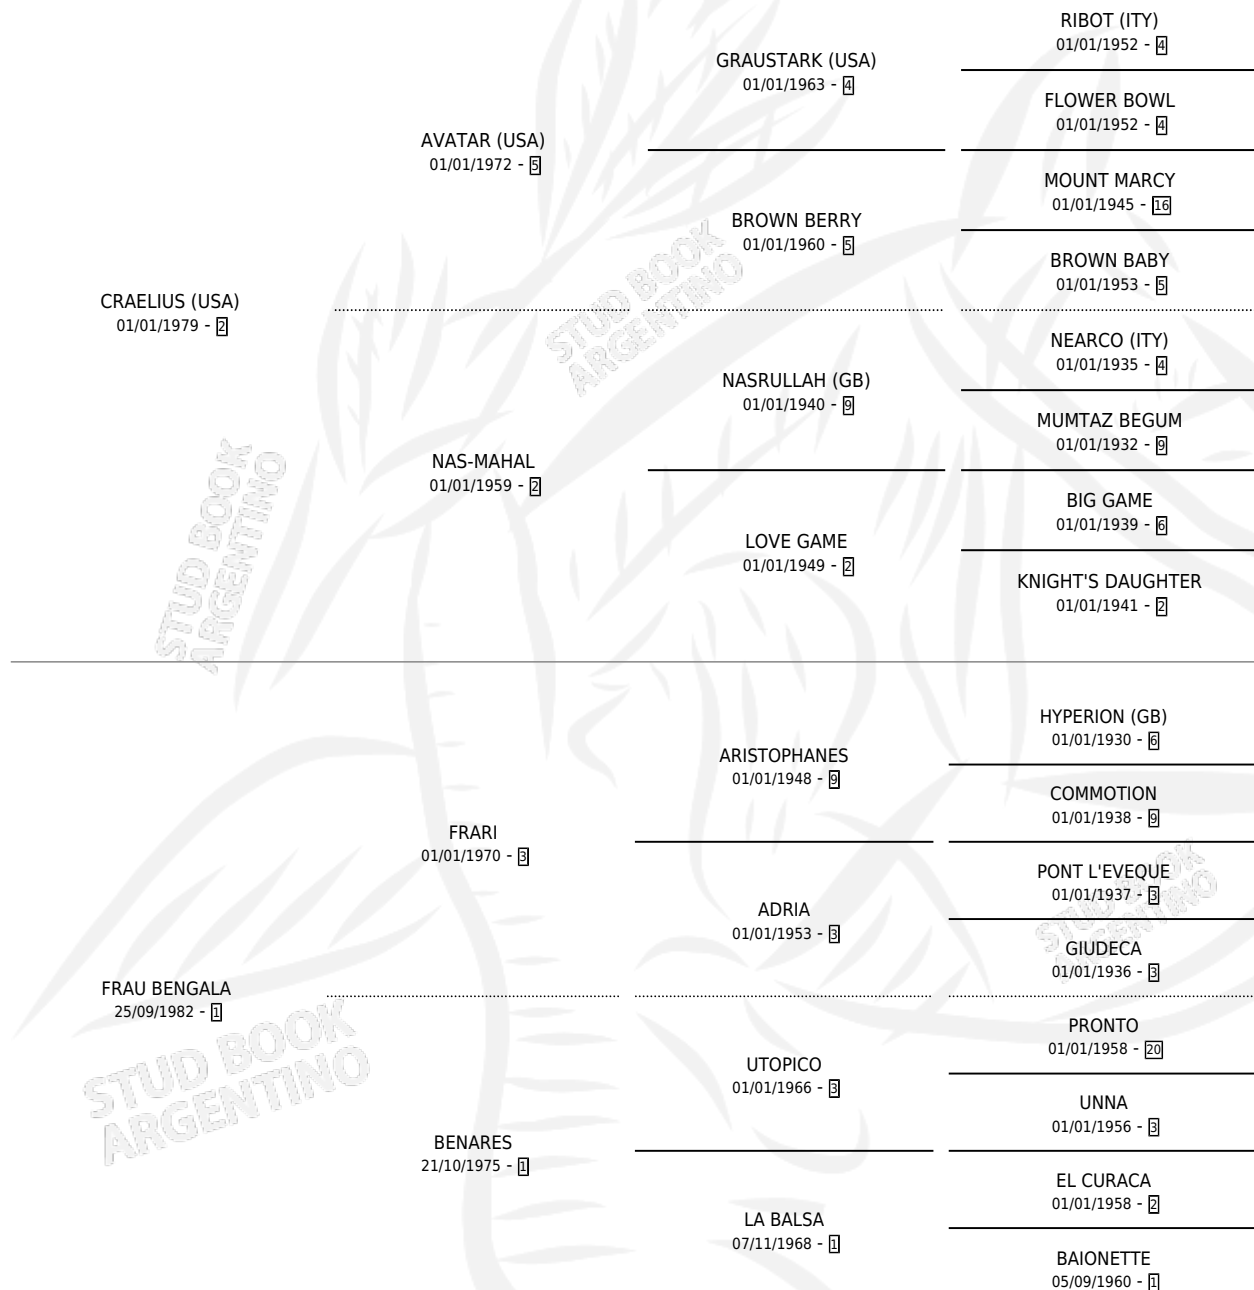 RIBOT (ITY)
01/01/1952 - 4
GRAUSTARK (USA)
01/01/1963 - 4
FLOWER BOWL
01/01/1952 - 4
AVATAR (USA)
01/01/1972 - 5
MOUNT MARCY
01/01/1945 - 16
BROWN BERRY
01/01/1960 - 5
BROWN BABY
01/01/1953 - 5
CRAELIUS (USA)
01/01/1979 - 2
STUD BOOK
ARGENTINO
NEARCO (ITY)
01/01/1935 - 4
NASRULLAH (GB)
01/01/1940 - 9
MUMTAZ BEGUM
01/01/1932 - 9
NAS-MAHAL
01/01/1959 - 2
BIG GAME
01/01/1939 - 6
LOVE GAME
01/01/1949 - 2
KNIGHT'S DAUGHTER
01/01/1941 - 2
STUD BOOK
ARGENTINO
HYPERION (GB)
01/01/1930 - 6
ARISTOPHANES
01/01/1948 - 9
COMMOTION
01/01/1938 - 9
FRARI
01/01/1970 - 3
PONT L'EVEQUE
01/01/1937 - 3
ADRIA
01/01/1953 - 3
GIUDECA
01/01/1936 - 3
STUD BOOK
ARGENTINO
FRAU BENGALA
25/09/1982 - 1
PRONTO
01/01/1958 - 20
UTOPICO
01/01/1966 - 3
UNNA
01/01/1956 - 3
STUD BOOK
ARGENTINO
BENARES
21/10/1975 - 1
EL CURACA
01/01/1958 - 2
LA BALSA
07/11/1968 - 1
BAIONETTE
05/09/1960 - 1